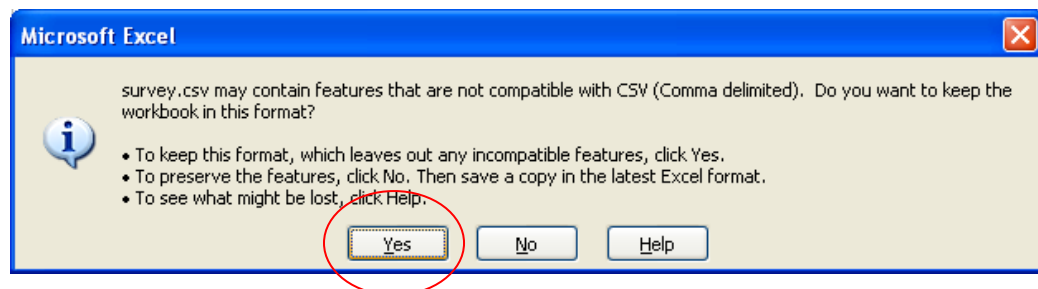 Microsoft Excel
survey.csv may contain features that are not compatible with CSV (Comma delimited).  Do you want to keep the
workbook in this format?
• To keep this format, which leaves out any incompatible features, click Yes.
• To preserve the features, click No. Then save a copy in the latest Excel format.
• To see what might be lost, click Help.
Yes No Help